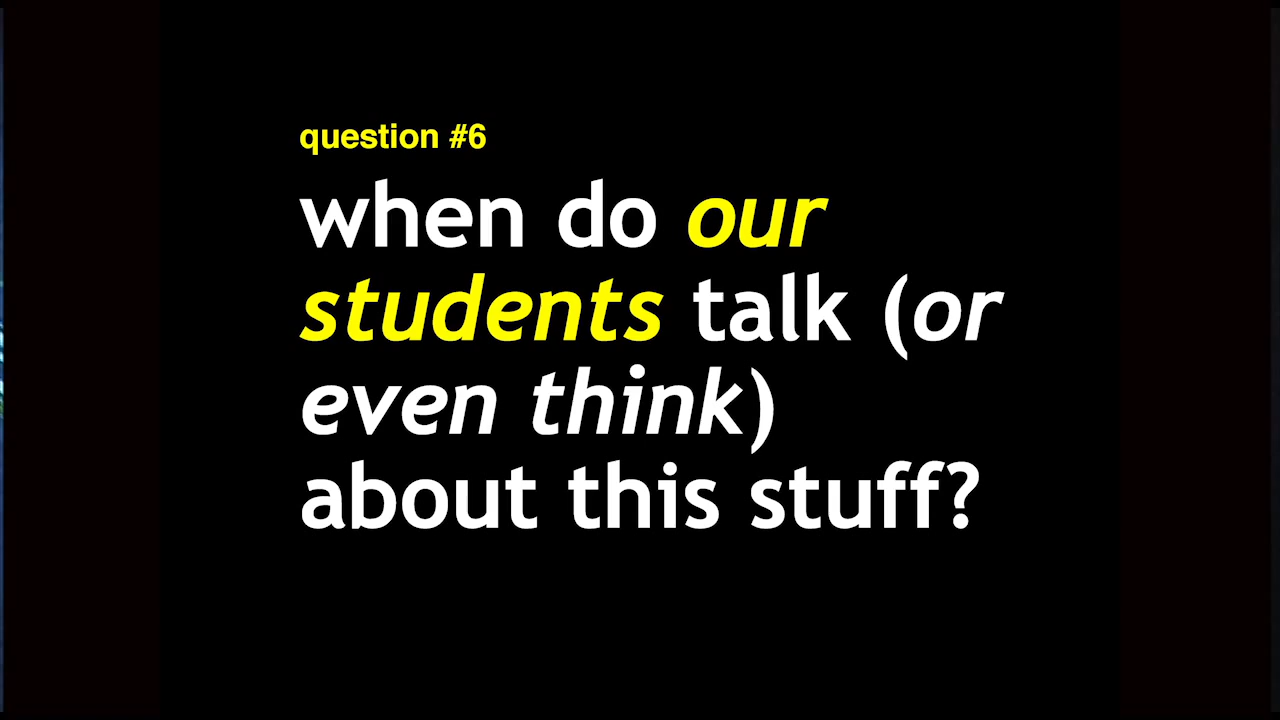 question #6
when do our
students talk (or
even think)
about this stuff?